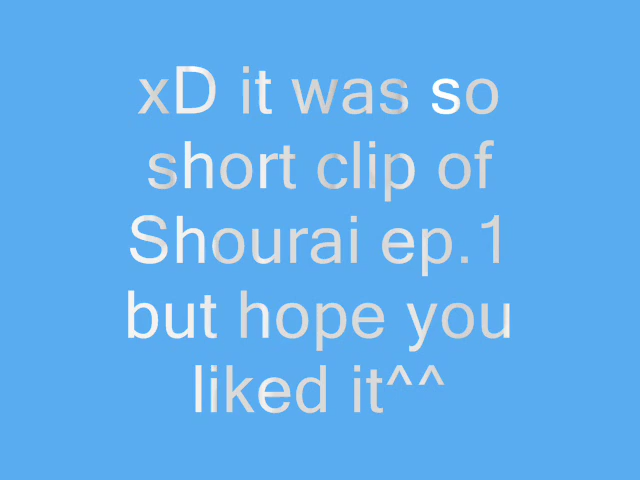 xD it was so
short clip of
Shourai ep.1
but hope you
liked it^^